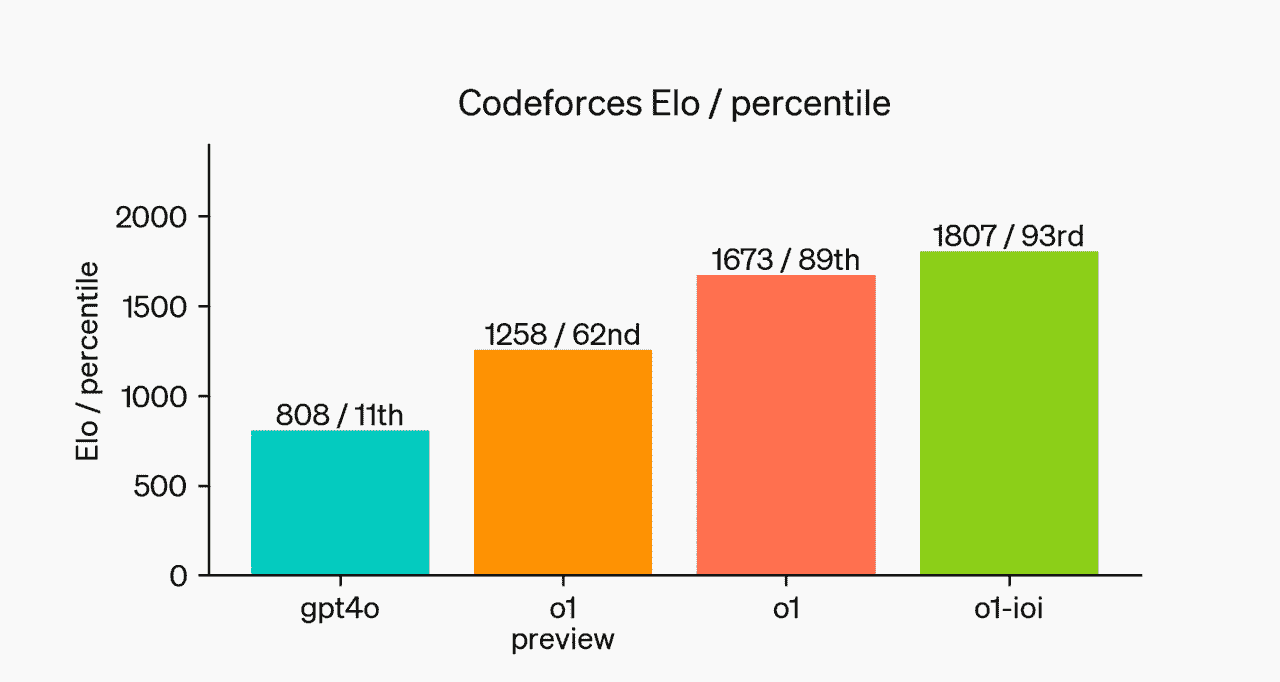 Codeforces Elo / percentile
Elo / percentile
2000
1500
1000
500
0
808 / 11th
1258 / 62nd
1673 / 89th
1807 / 93rd
gpt4o
o1
preview
o1
o1-ioi